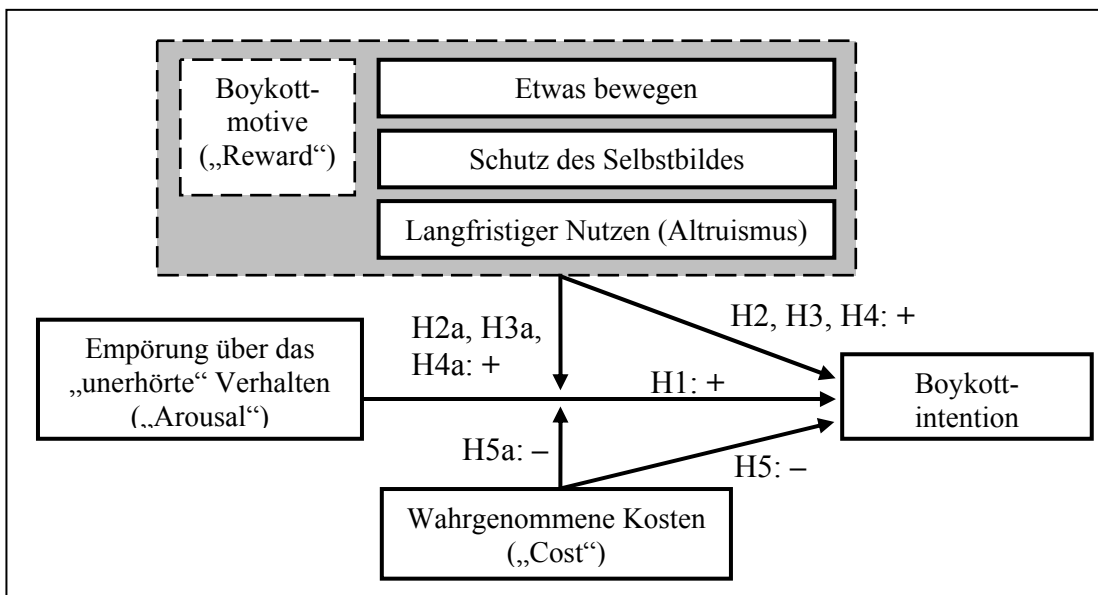 Boykott-
motive
(„Reward“)
Etwas bewegen
Schutz des Selbstbildes
Langfristiger Nutzen (Altruismus)
H2a, H3a,
H4a: +
H2, H3, H4: +
Empörung über das
„unerhörte“ Verhalten
(„Arousal“)
H1: +
Boykott-
intention
H5a: –
H5: –
Wahrgenommene Kosten
(„Cost“)